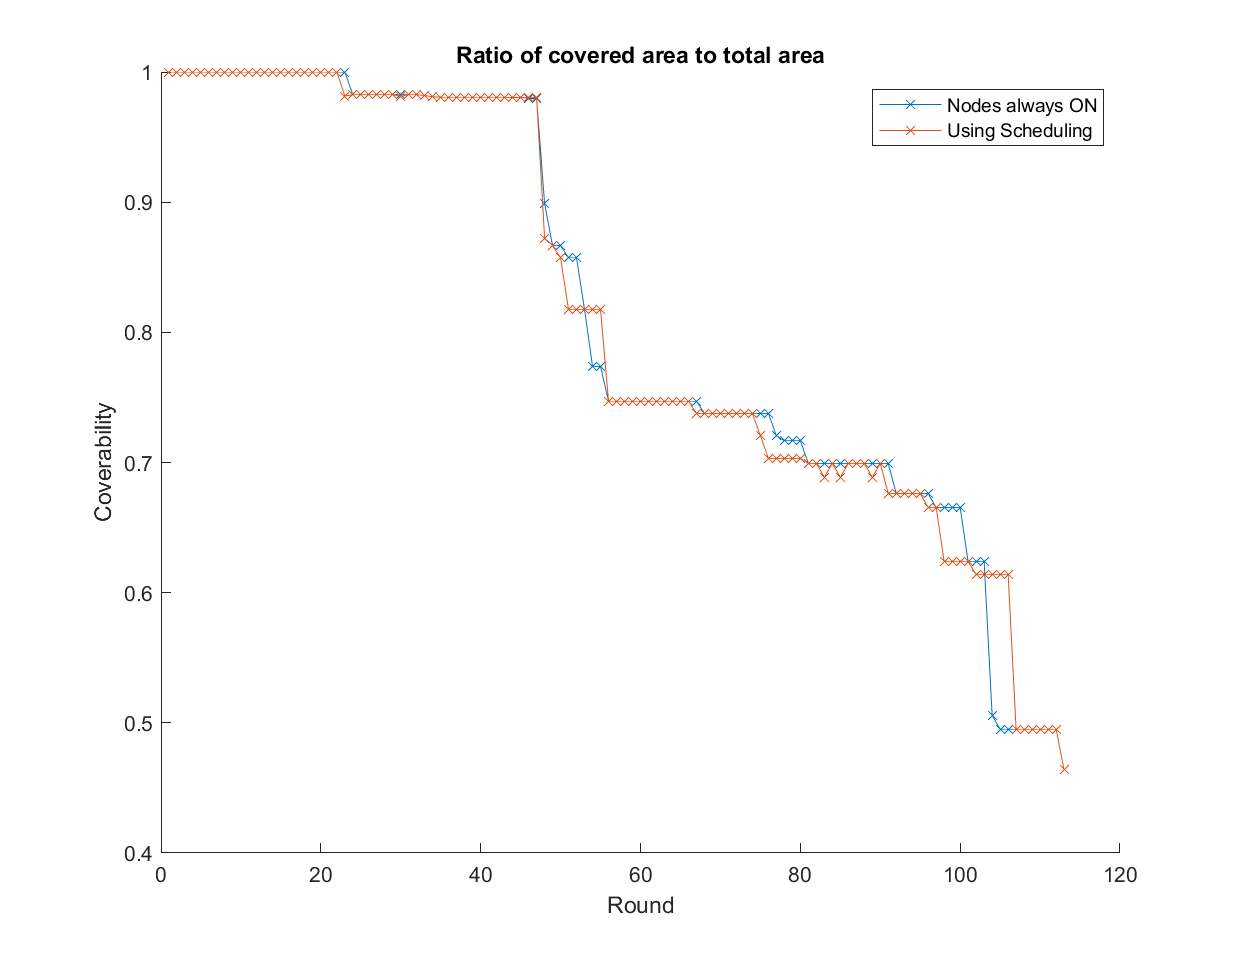 Ratio of covered area to total area
Nodes always ON
Using Scheduling
1
0.9
0.8
0.7
0.6
0.5
0.4
Coverability
0 20 40 60 80 100 120
Round